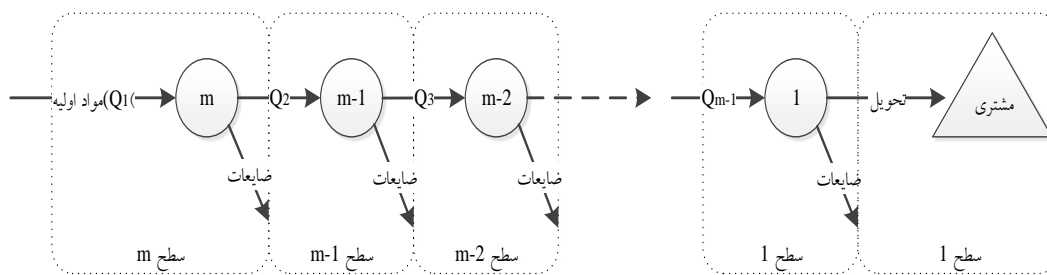 مواد اولیه(Q1)
m
Q2
m-1
Q3
m-2
Qm-1
1
تحویل
مشتری
ضایعات
ضایعات
ضایعات
ضایعات
سطح m
سطح m-1
سطح m-2
سطح 1
سطح 1